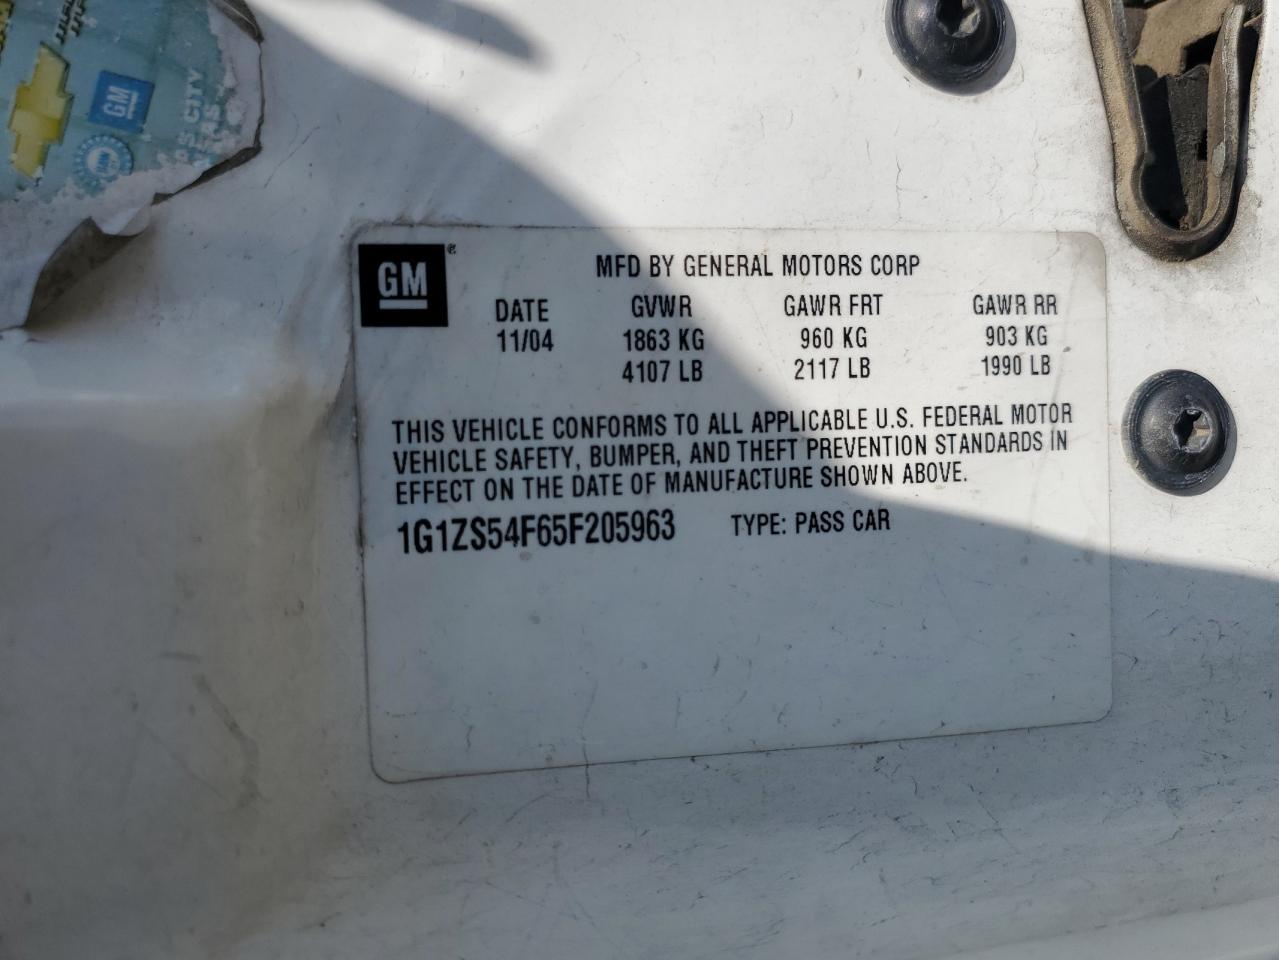 GM
MFD BY GENERAL MOTORS CORP
DATE GVWR GAWR FRT GAWR RR
11/04 1863 KG 960 KG 903 KG
4107 LB 2117 LB 1990 LB
THIS VEHICLE CONFORMS TO ALL APPLICABLE U.S. FEDERAL MOTOR
VEHICLE SAFETY, BUMPER, AND THEFT PREVENTION STANDARDS IN
EFFECT ON THE DATE OF MANUFACTURE SHOWN ABOVE.
1G1ZS54F65F205963 TYPE: PASS CAR
GM
CITY